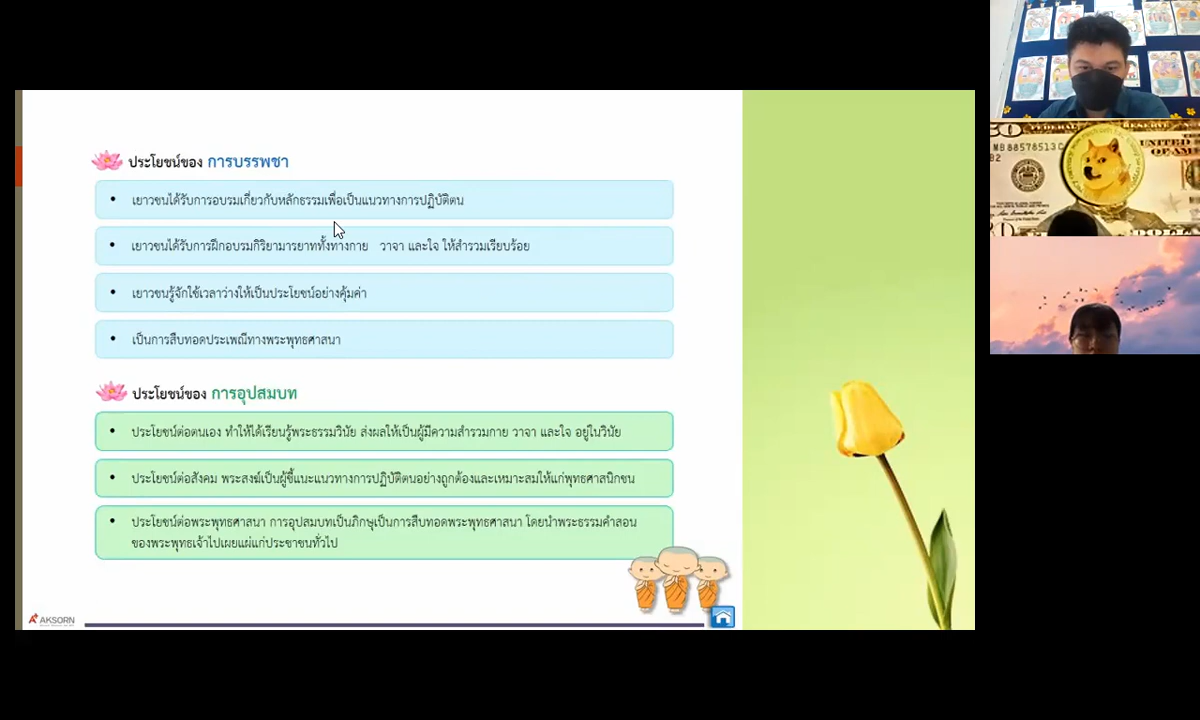 ประโยชน์ของ การบรรพชา
• เยาวชนได้รับการอบรมเกี่ยวกับหลักธรรมเพื่อเป็นแนวทางการปฏิบัติตน
• เยาวชนได้รับการฝึกอบรมกิริยามารยาททั้งทางกาย วาจา และใจ ให้สำรวมเรียบร้อย
• เยาวชนรู้จักใช้เวลาว่างให้เป็นประโยชน์อย่างคุ้มค่า
• เป็นการสืบทอดประเพณีทางพระพุทธศาสนา
ประโยชน์ของ การอุปสมบท
• ประโยชน์ต่อตนเอง ทำให้ได้เรียนรู้พระธรรมวินัย ส่งผลให้เป็นผู้มีความสำรวมกาย วาจา และใจ อยู่ในวินัย
• ประโยชน์ต่อสังคม พระสงฆ์เป็นผู้ชี้แนะแนวทางการปฏิบัติตนอย่างถูกต้องและเหมาะสมให้แก่พุทธศาสนิกชน
• ประโยชน์ต่อพระพุทธศาสนา การอุปสมบทเป็นภิกษุเป็นการสืบทอดพระพุทธศาสนา โดยนำพระธรรมคำสอน
ของพระพุทธเจ้าไปเผยแผ่แก่ประชาชนทั่วไป
AKSORN
FEDERAL RESERVE
MB88578513
B2
UNITED
OF AM